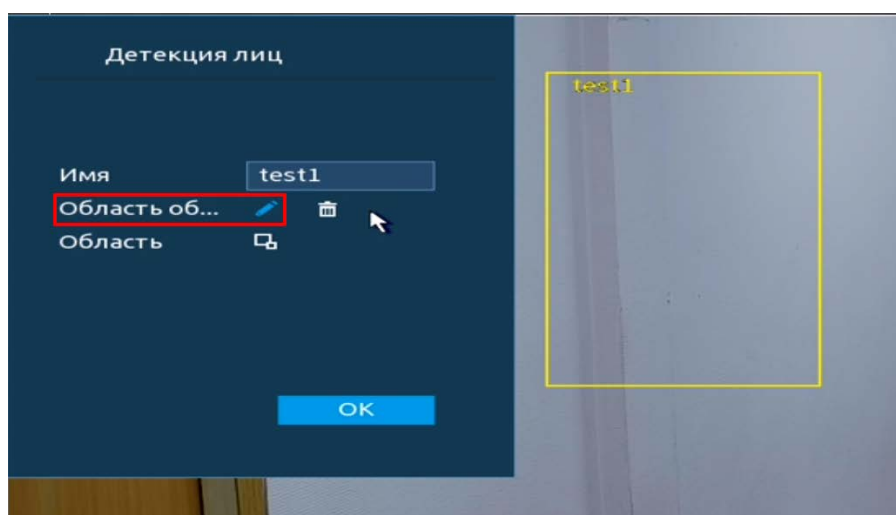 Детекция лиц
test1
Имя test1
Область об...
Область
OK